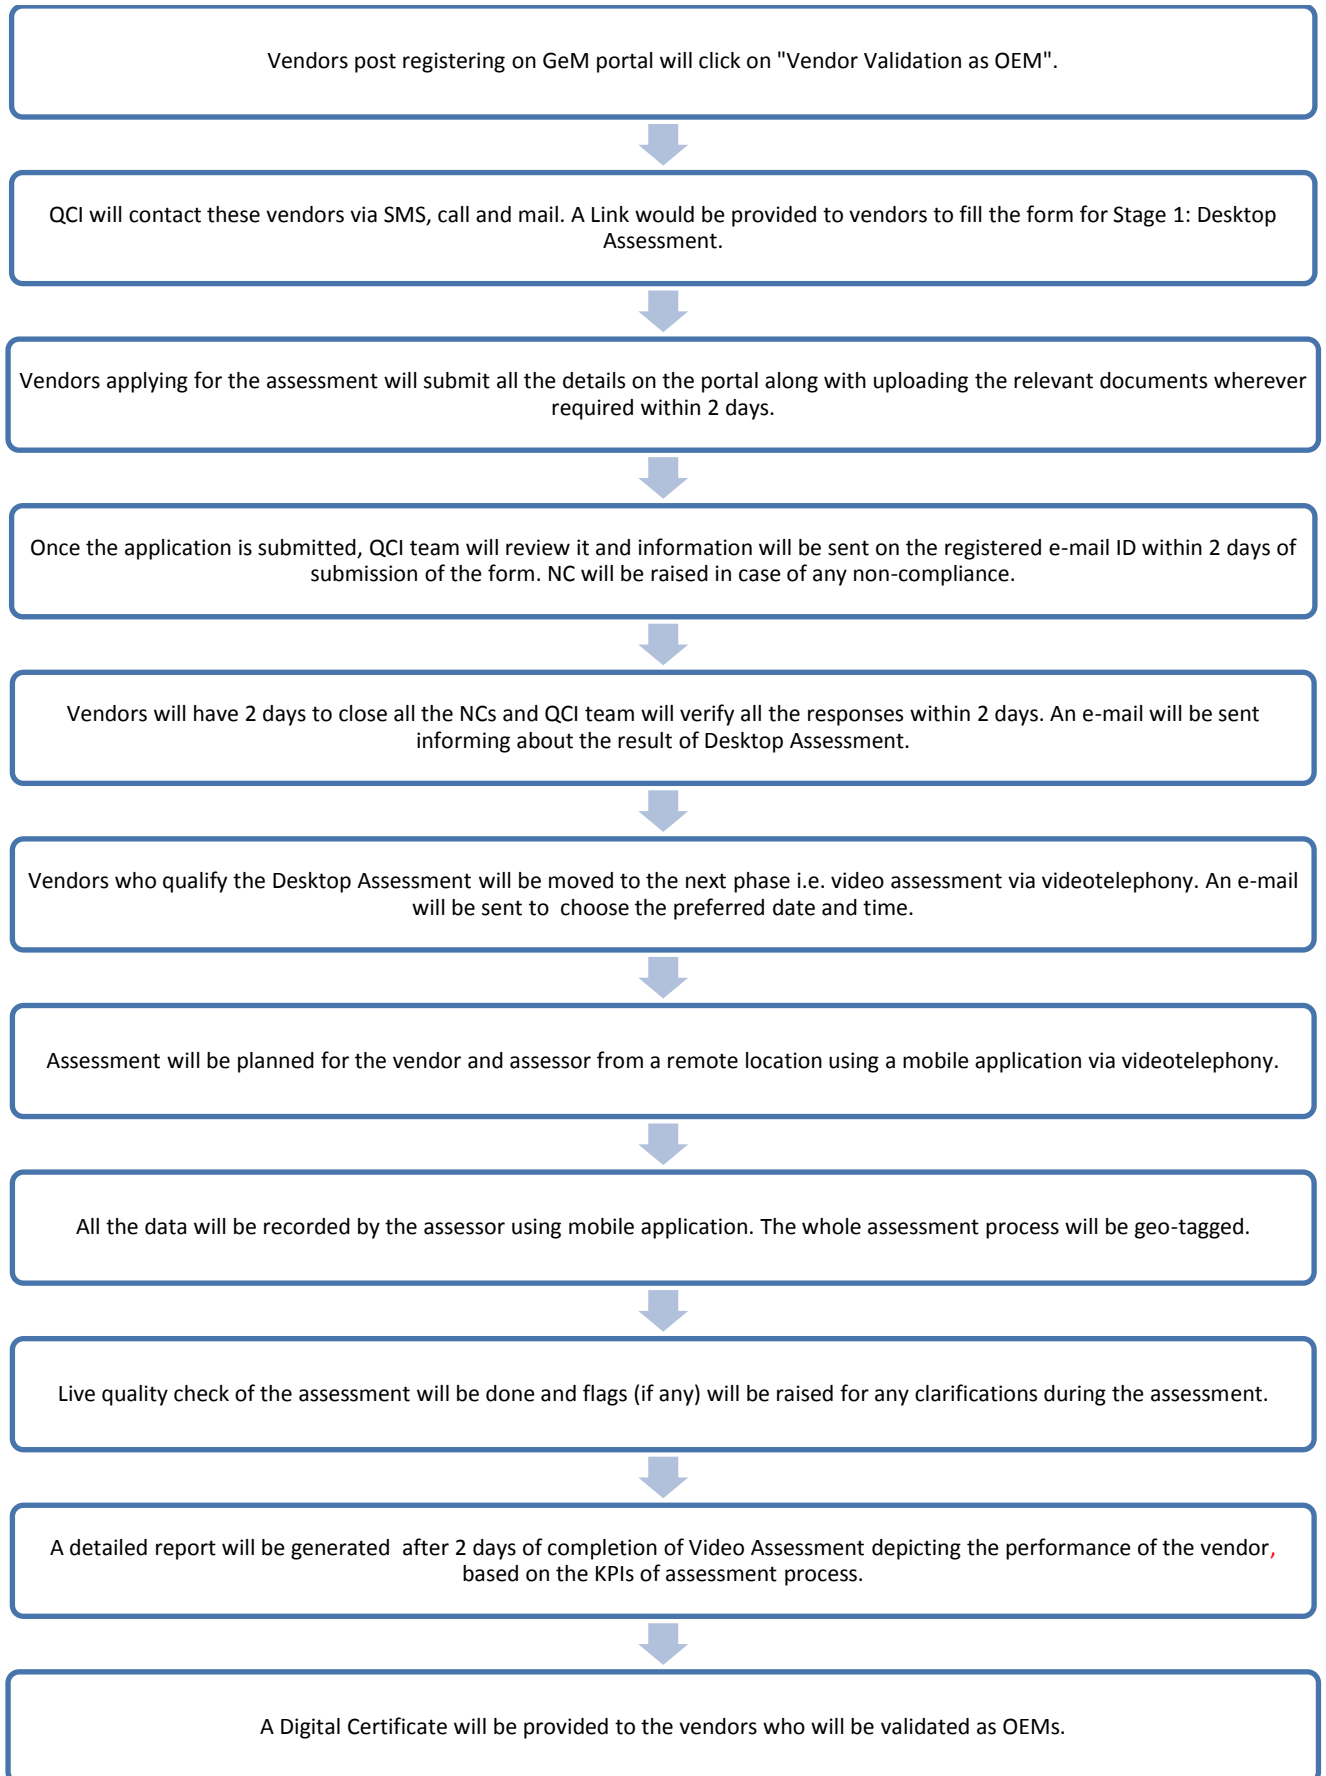 Vendors post registering on GeM portal will click on "Vendor Validation as OEM".
QCI will contact these vendors via SMS, call and mail. A Link would be provided to vendors to fill the form for Stage 1: Desktop
Assessment.
Vendors applying for the assessment will submit all the details on the portal along with uploading the relevant documents wherever
required within 2 days.
Once the application is submitted, QCI team will review it and information will be sent on the registered e-mail ID within 2 days of
submission of the form. NC will be raised in case of any non-compliance.
Vendors will have 2 days to close all the NCs and QCI team will verify all the responses within 2 days. An e-mail will be sent
informing about the result of Desktop Assessment.
Vendors who qualify the Desktop Assessment will be moved to the next phase i.e. video assessment via videotelephony. An e-mail
will be sent to  choose the preferred date and time.
Assessment will be planned for the vendor and assessor from a remote location using a mobile application via videotelephony.
All the data will be recorded by the assessor using mobile application. The whole assessment process will be geo-tagged.
Live quality check of the assessment will be done and flags (if any) will be raised for any clarifications during the assessment.
A detailed report will be generated  after 2 days of completion of Video Assessment depicting the performance of the vendor,
based on the KPIs of assessment process.
A Digital Certificate will be provided to the vendors who will be validated as OEMs.